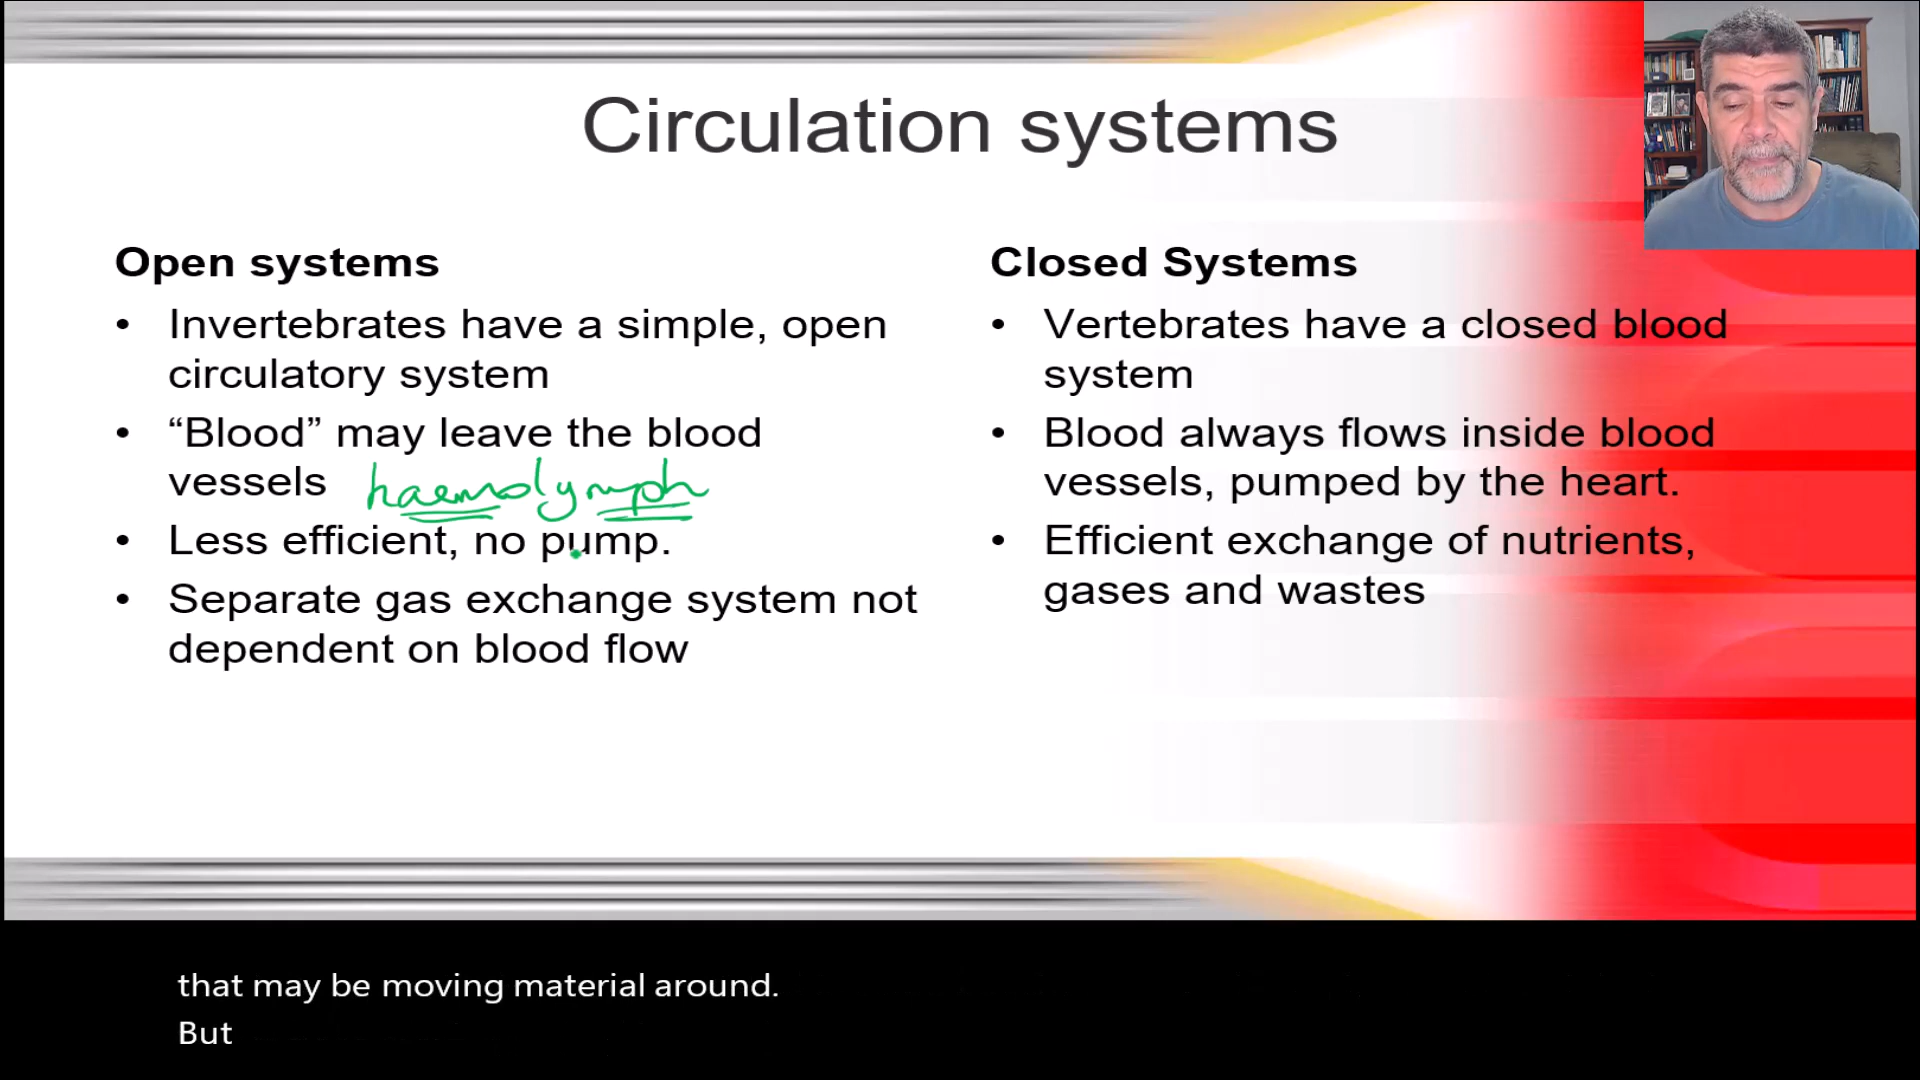 Circulation systems
Open systems
• Invertebrates have a simple, open
circulatory system
• “Blood” may leave the blood
vessels haemolymph
• Less efficient, no pump.
• Separate gas exchange system not
dependent on blood flow
Closed Systems
• Vertebrates have a closed blood
system
• Blood always flows inside blood
vessels, pumped by the heart.
• Efficient exchange of nutrients,
gases and wastes
that may be moving material around.
But